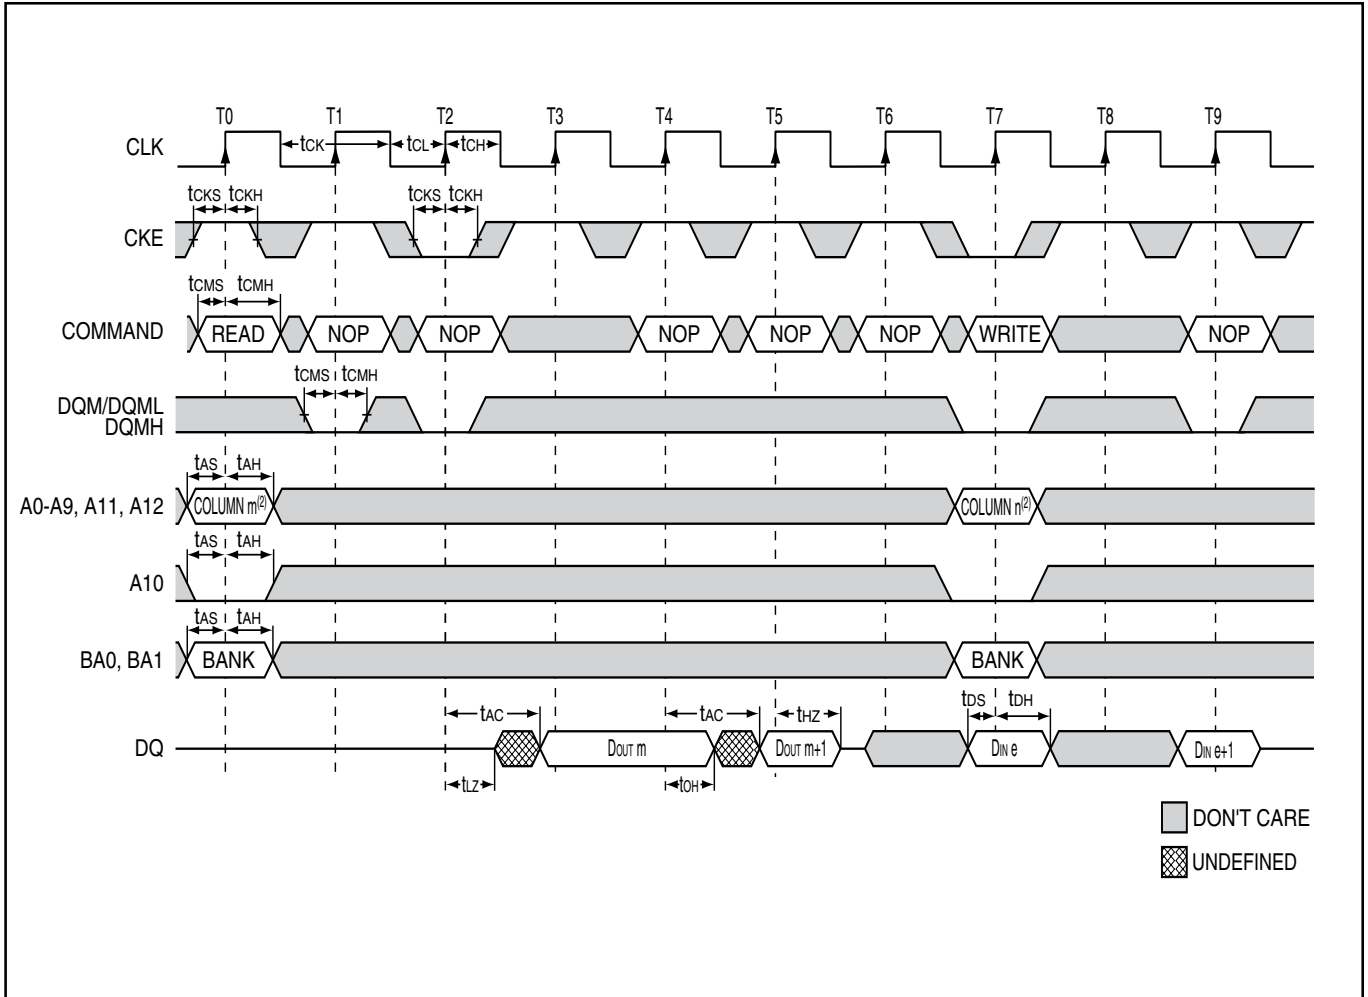 T0 T1 T2 T3 T4 T5 T6 T7 T8 T9
CLK tCK tCL tCH
tCKS tCKH tCKS tCKH
CKE
tCMS tCMH
COMMAND READ NOP NOP NOP NOP NOP WRITE NOP
tCMS tCMH
DQM/DQML
DQMH
tAS tAH
A0-A9, A11, A12 COLUMN m(2) COLUMN n(2)
tAS tAH
A10
tAS tAH
BA0, BA1 BANK BANK
tAC tAC tHZ tDS tDH
DQ DOUT m DOUT m+1 DIN e DIN e+1
tLZ tOH
DON'T CARE
UNDEFINED